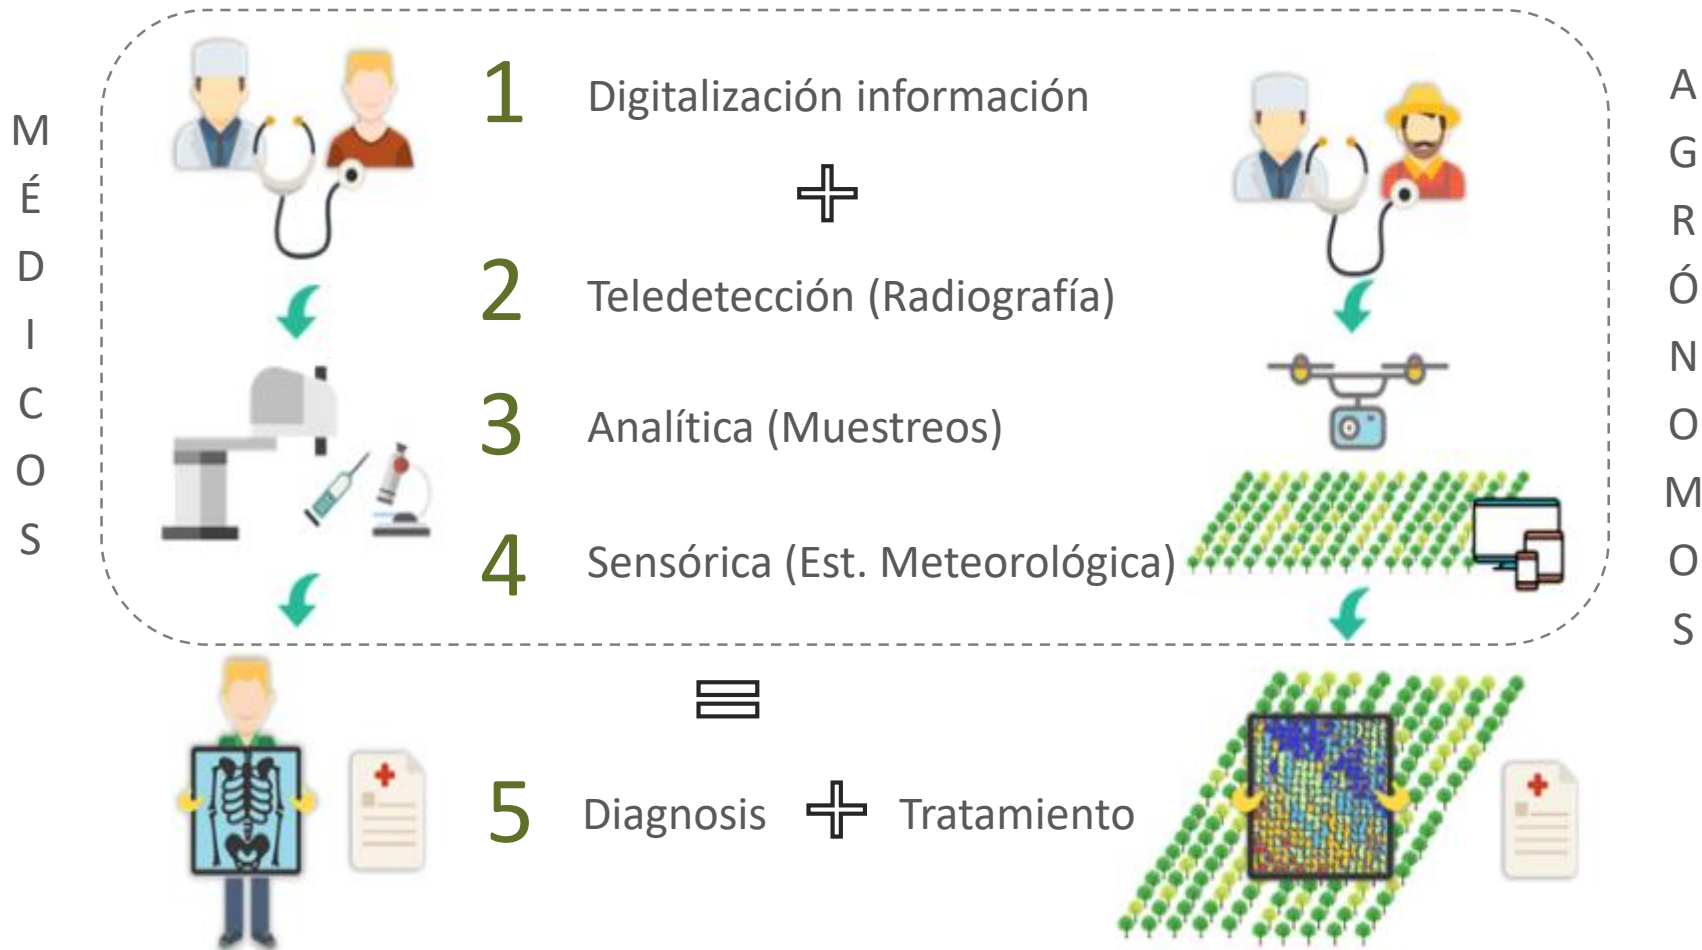 MÉDICOS
1 Digitalización información
+
2 Teledetección (Radiografía)
3 Analítica (Muestreos)
4 Sensórica (Est. Meteorológica)
=
5 Diagnosis + Tratamiento
AGRÓNOMOS